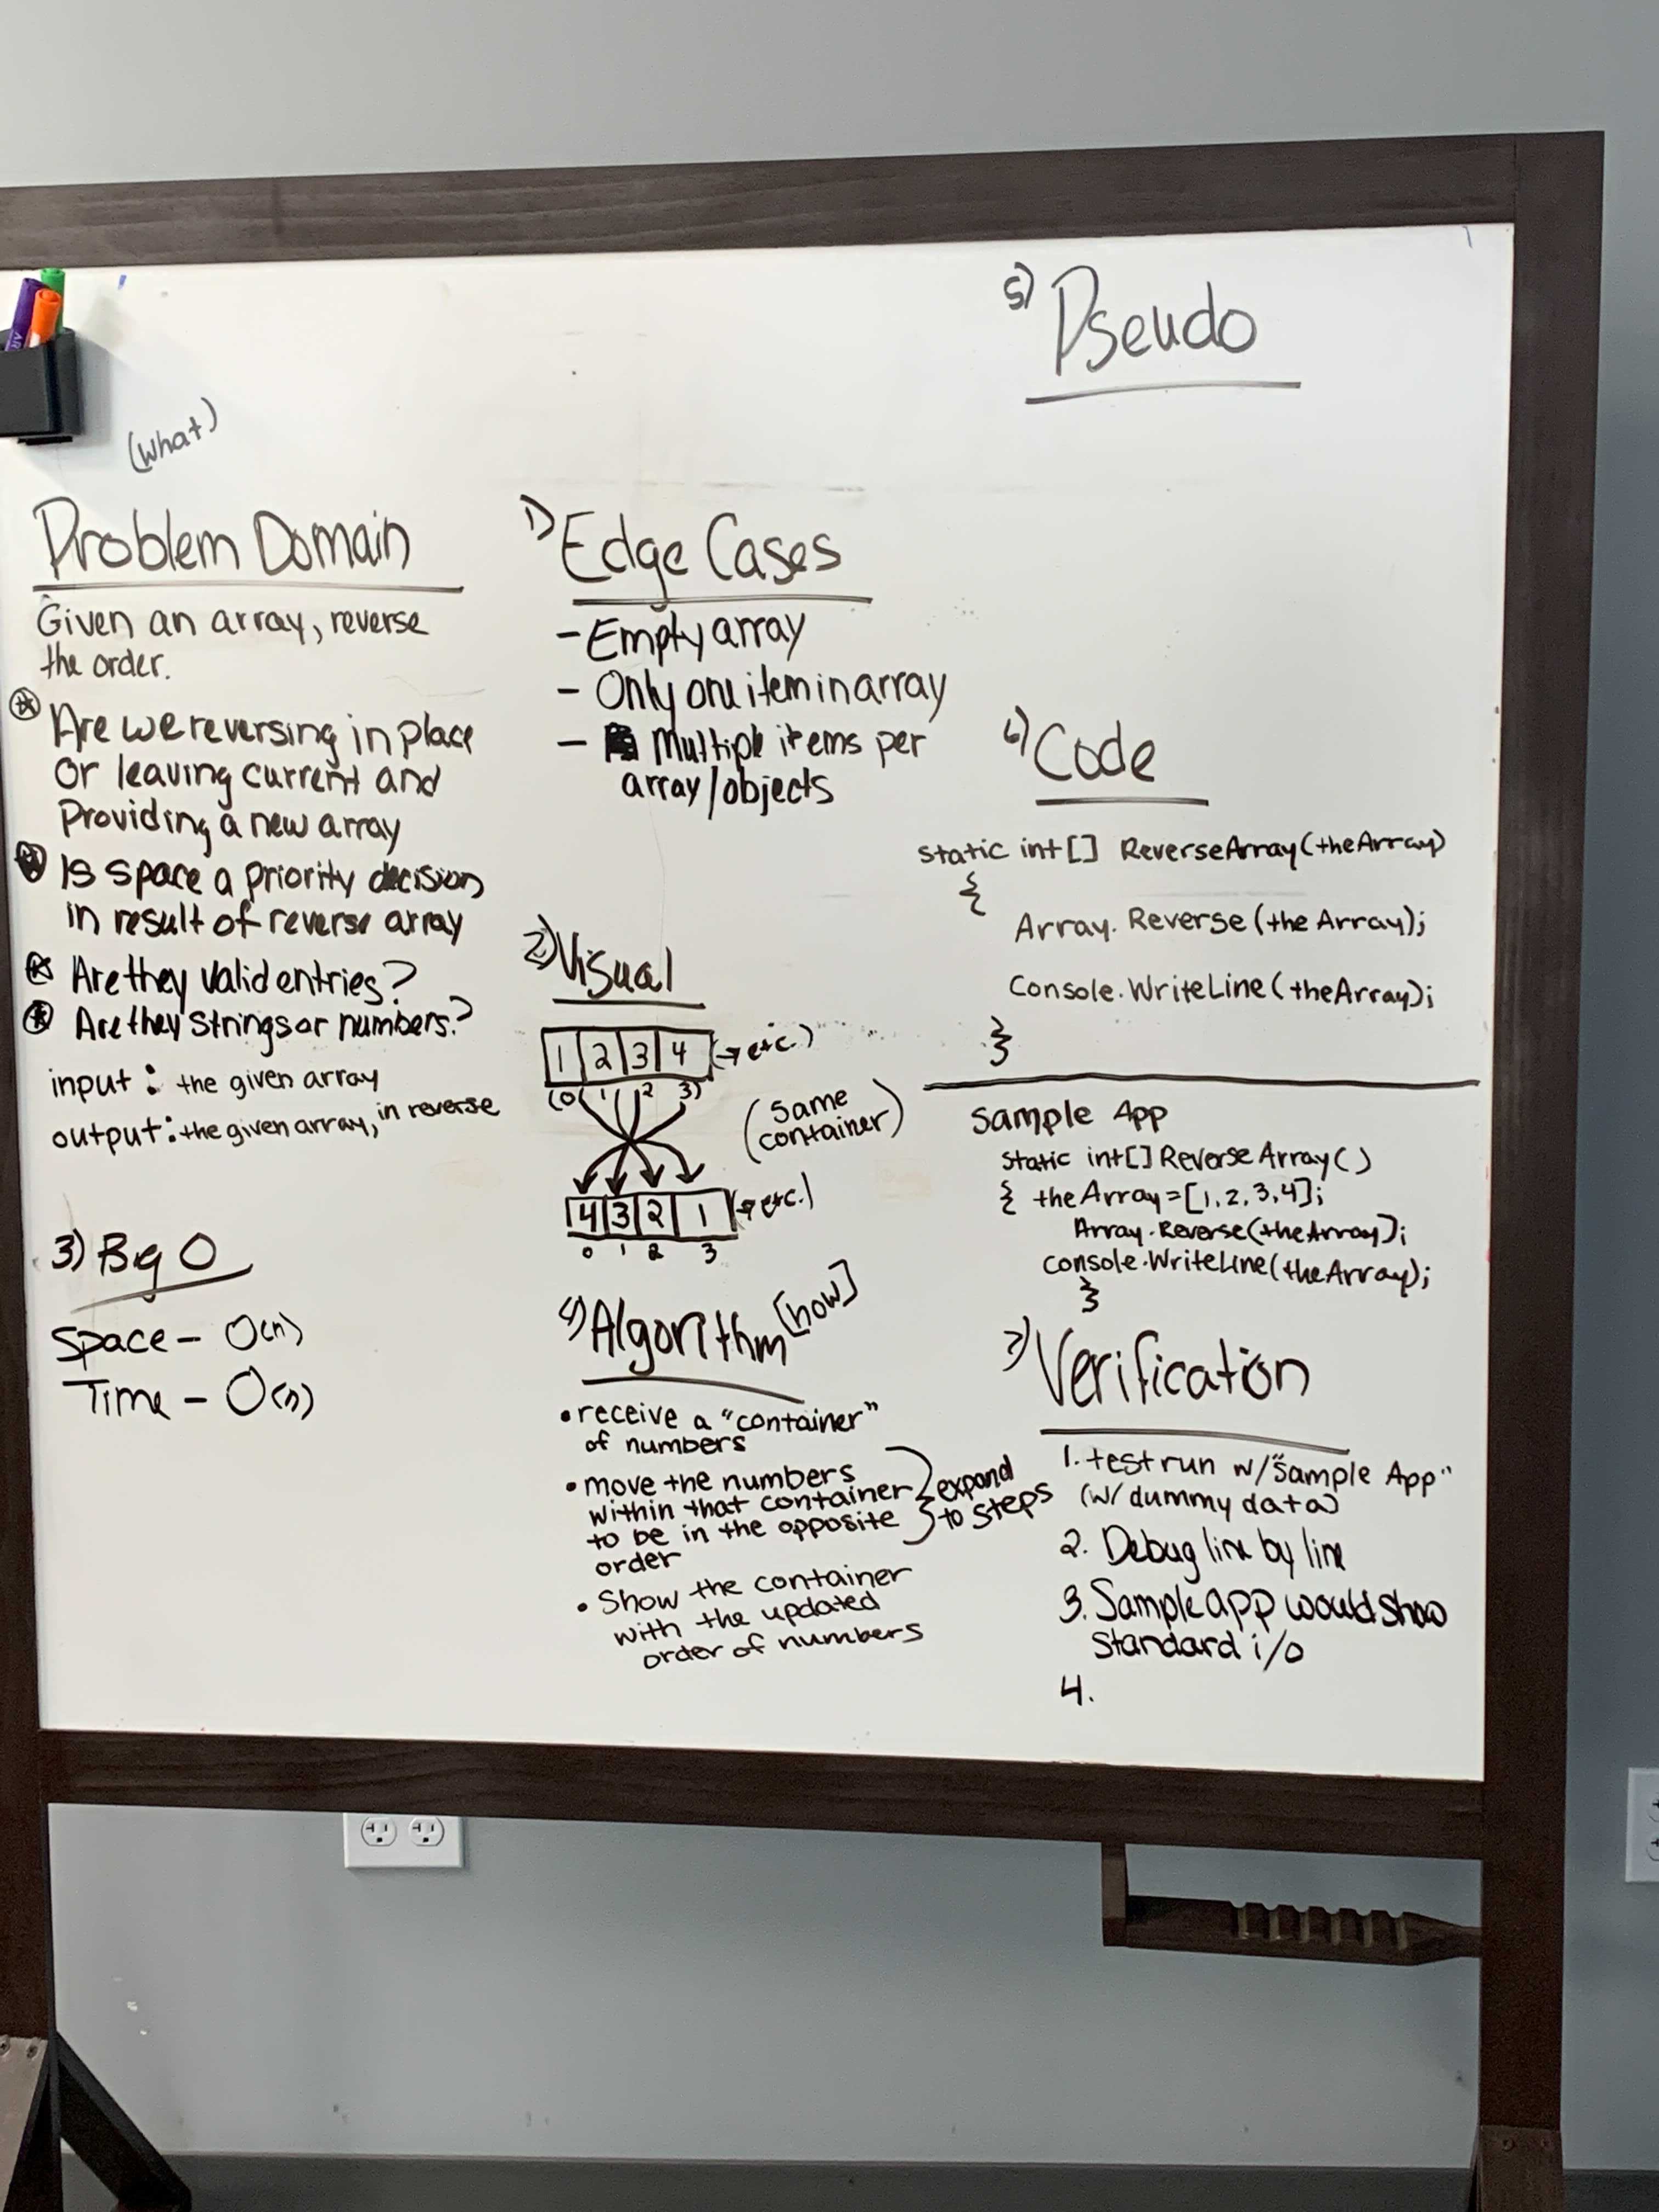 (What)
Problem Domain
Given an array, reverse
the order.
Are we reversing in place
or leaving current and
Providing a new array
Is space a priority decision
in result of reverse array
Are they valid entries?
Are they Strings or numbers?
input: the given array
output: the given array, in reverse
3) Big O
Space - O(n)
Time - O(n)
1) Edge Cases
- Empty array
- Only one item in array
- Multiple items per
array/objects
2) Visual
1 2 3 4 → etc.)
(0 1 2 3)
(Same
container)
4 3 2 1 → etc.)
0 1 2 3
4) Algorithm [how]
• receive a "container"
of numbers
• move the numbers
within that container
to be in the opposite
order
} expand
to steps
• Show the container
with the updated
order of numbers
5) Pseudo
6) Code
static int[] ReverseArray(theArray)
{
Array.Reverse(theArray);
Console.WriteLine(theArray);
}
Sample App
static int[] ReverseArray()
{ theArray=[1,2,3,4];
Array.Reverse(theArray);
Console.WriteLine(theArray);
}
7) Verification
1. test run w/"Sample App"
(w/ dummy data)
2. Debug line by line
3. Sample app would show
Standard i/o
4.